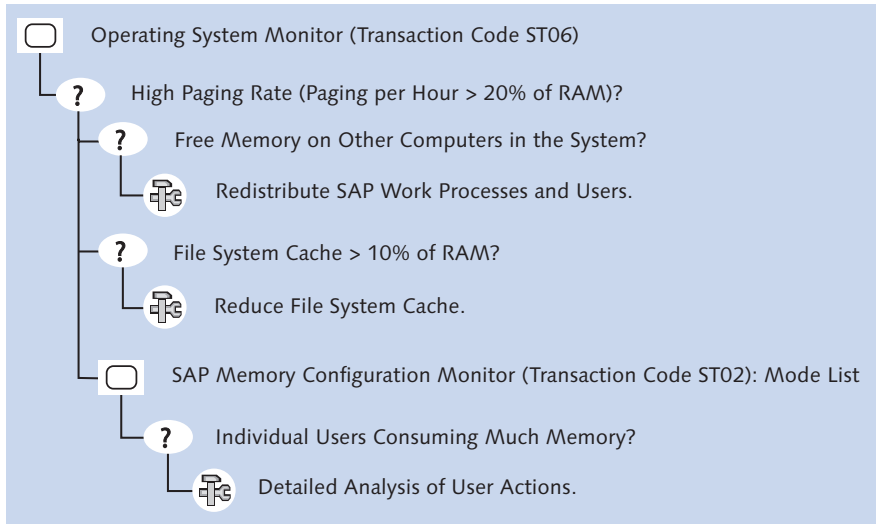 Operating System Monitor (Transaction Code ST06)
? High Paging Rate (Paging per Hour > 20% of RAM)?
? Free Memory on Other Computers in the System?
Redistribute SAP Work Processes and Users.
? File System Cache > 10% of RAM?
Reduce File System Cache.
SAP Memory Configuration Monitor (Transaction Code ST02): Mode List
? Individual Users Consuming Much Memory?
Detailed Analysis of User Actions.